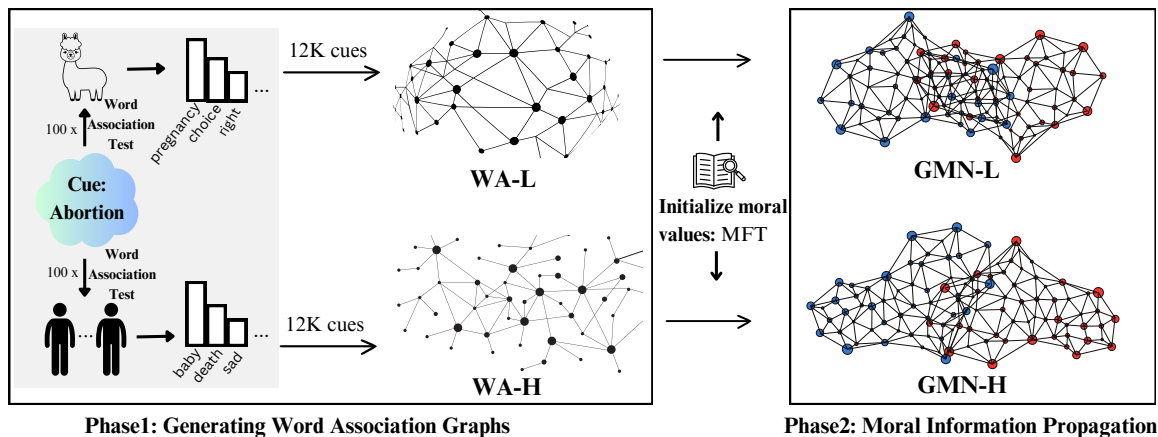 100 x
Word
Association
Test
pregnancy
choice
right
...
12K cues
WA-L
Cue:
Abortion
100 x
Word
Association
Test
...
baby
death
sad
...
12K cues
WA-H
Initialize moral
values: MFT
GMN-L
GMN-H
Phase1: Generating Word Association Graphs
Phase2: Moral Information Propagation